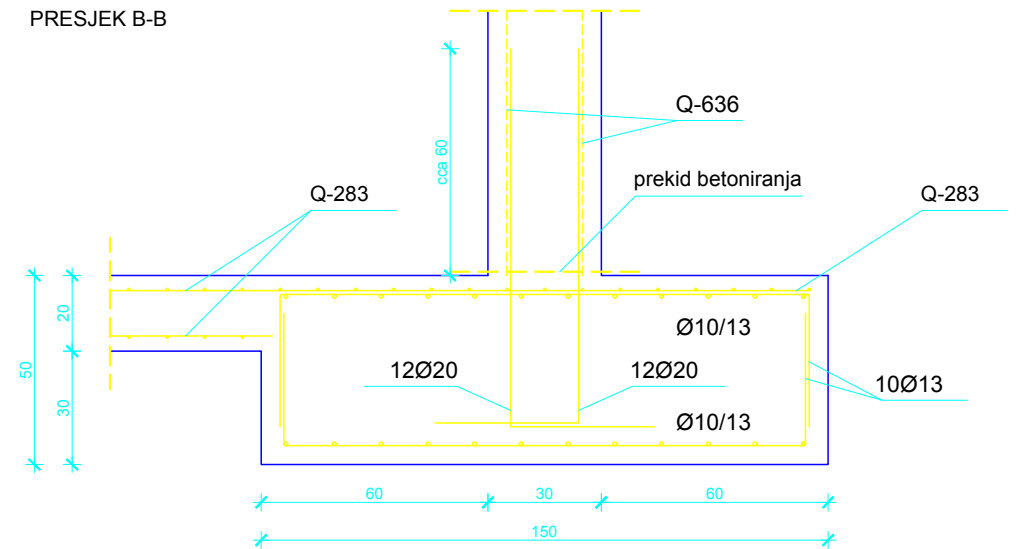 PRESJEK B-B
Q-636
cca 60
prekid betoniranja
Q-283
Q-283
20
Ø10/13
50
12Ø20
12Ø20
10Ø13
30
Ø10/13
60
30
60
150